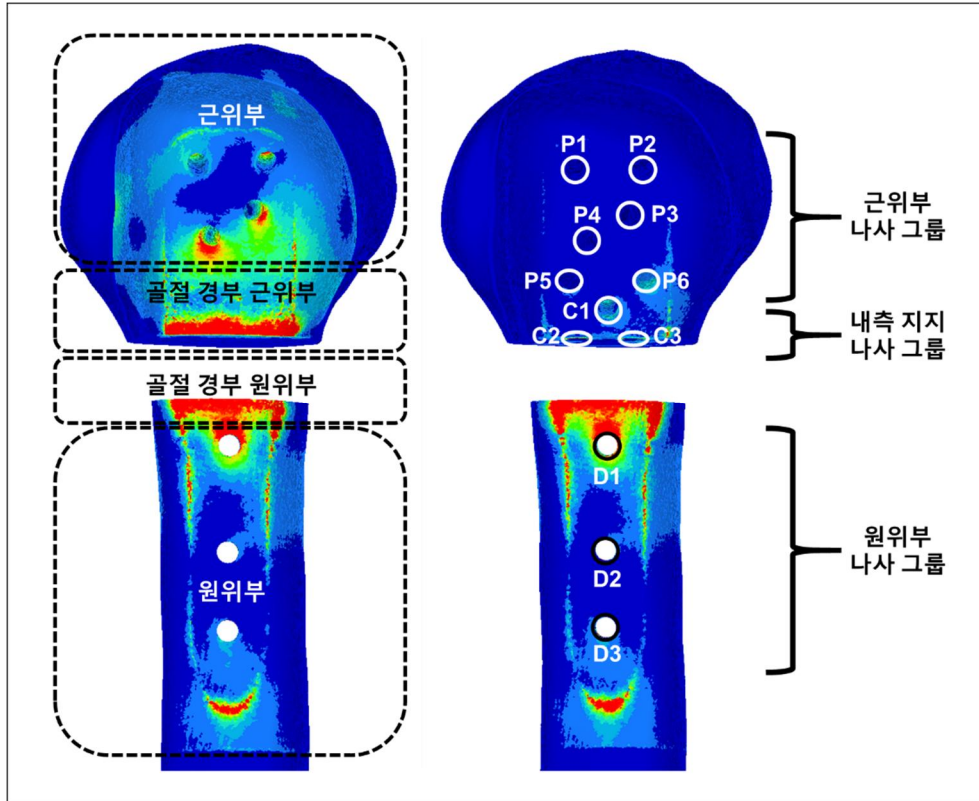 근위부
골절 경부 근위부
골절 경부 원위부
원위부
P1
P2
P3
P4
P5
P6
C1
C2
C3
D1
D2
D3
근위부
나사 그룹
내측 지지
나사 그룹
원위부
나사 그룹